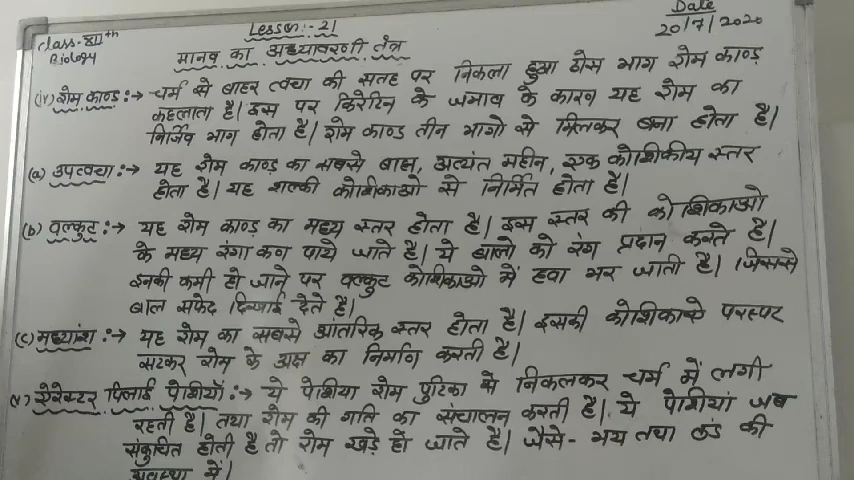 Class-XIIth
Biology
Lesson:-21
Date
20/7/2020
मानव का अध्यावरणी तंत्र
(iv) रोम काण्ड:→ चर्म से बाहर त्वचा की सतह पर निकला हुआ ठोस भाग रोम काण्ड
कहलाता है। इस पर किरेटिन के जमाव के कारण यह रोम का
निर्जिव भाग होता है। रोम काण्ड तीन भागो से मिलकर बना होता है।
(a) उपत्वचा:→ यह रोम काण्ड का सबसे बाह्य, अत्यंत महीन, एक कोशिकीय स्तर
होता है। यह शल्की कोशिकाओ से निर्मित होता है।
(b) वल्कुट:→ यह रोम काण्ड का मध्य स्तर होता है। इस स्तर की कोशिकाओ
के मध्य रंगा कण पाये जाते है। ये बालो को रंग प्रदान करते है।
इनकी कमी हो जाने पर वल्कुट कोशिकाओ में हवा भर जाती है। जिससे
बाल सफेद दिखाई देते है।
(c) मध्यांश:→ यह रोम का सबसे आंतरिक स्तर होता है। इसकी कोशिकाऐ परस्पर
सटकर रोम के अक्ष का निर्माण करती है।
(v) ऐरेक्टर पिलाई पेशियाँ:→ ये पेशिया रोम पुटिका से निकलकर चर्म में लगी
रहती है। तथा रोम की गति का संचालन करती है। ये पेशियां जब
संकुचित होती है तो रोम खड़े हो जाते है। जैसे- भय तथा ठंड की
अवस्था में।